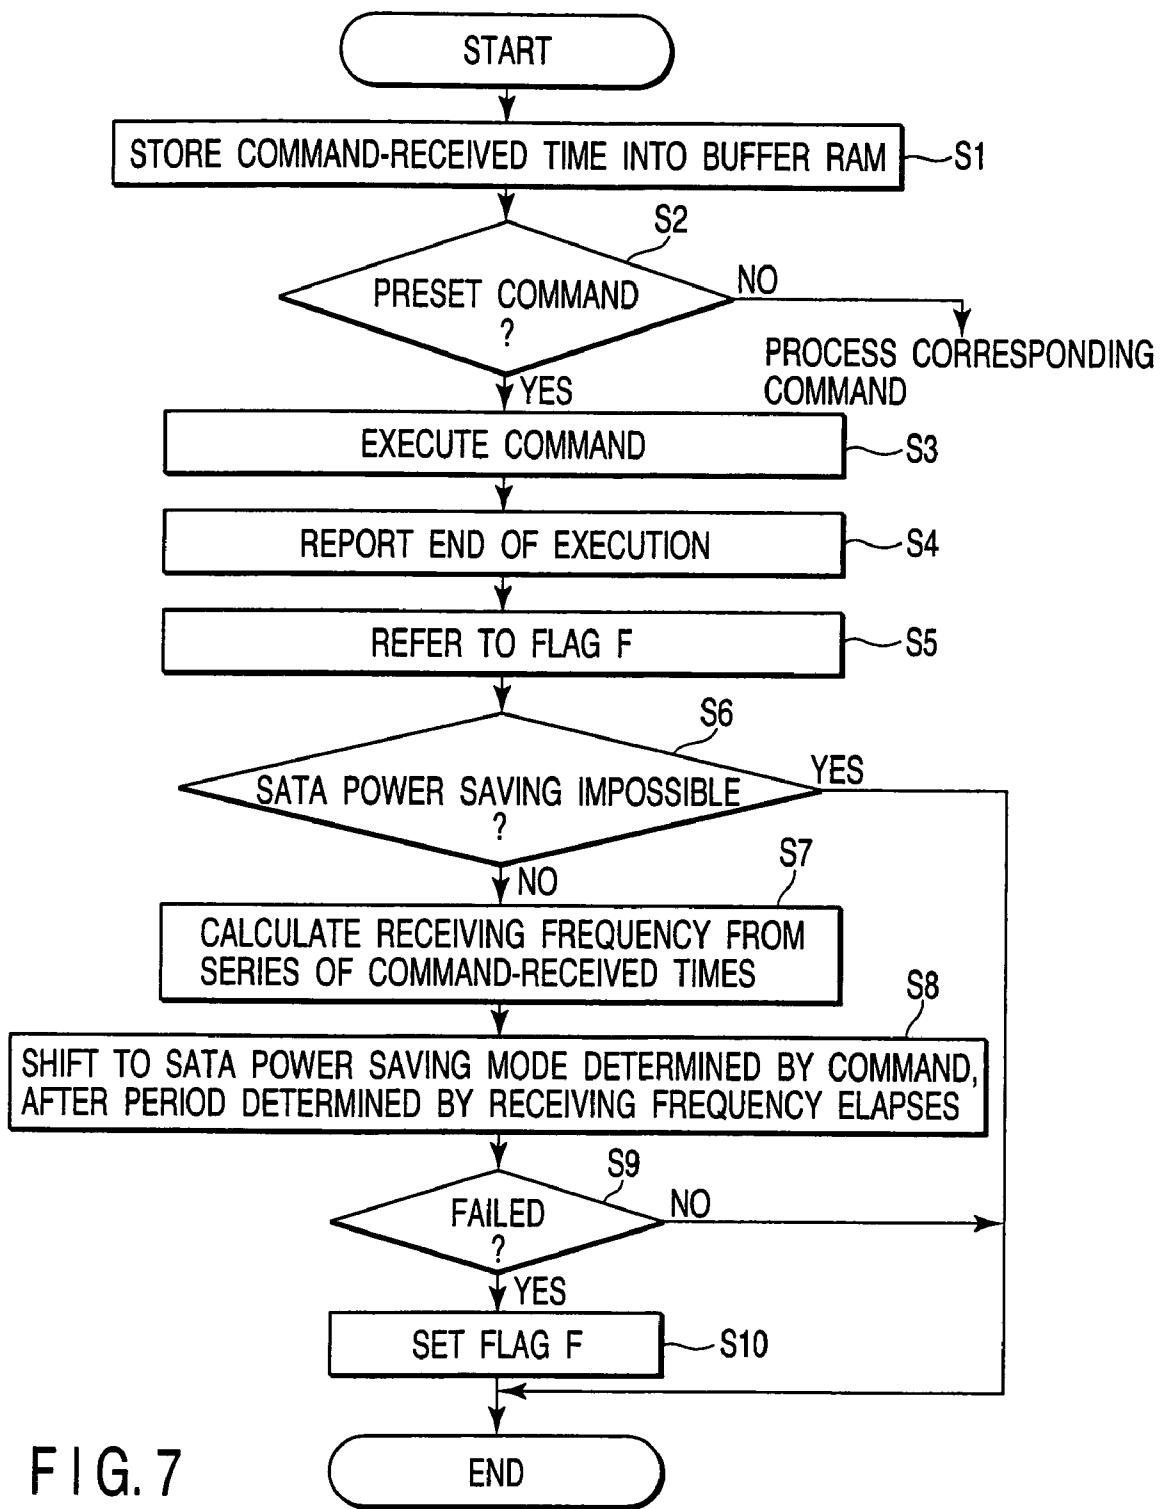 START
STORE COMMAND-RECEIVED TIME INTO BUFFER RAM
S1
S2
PRESET COMMAND
?
NO
PROCESS CORRESPONDING
COMMAND
YES
EXECUTE COMMAND
S3
REPORT END OF EXECUTION
S4
REFER TO FLAG F
S5
S6
SATA POWER SAVING IMPOSSIBLE
?
YES
NO
S7
CALCULATE RECEIVING FREQUENCY FROM
SERIES OF COMMAND-RECEIVED TIMES
S8
SHIFT TO SATA POWER SAVING MODE DETERMINED BY COMMAND,
AFTER PERIOD DETERMINED BY RECEIVING FREQUENCY ELAPSES
S9
FAILED
?
NO
YES
SET FLAG F
S10
END
FIG. 7